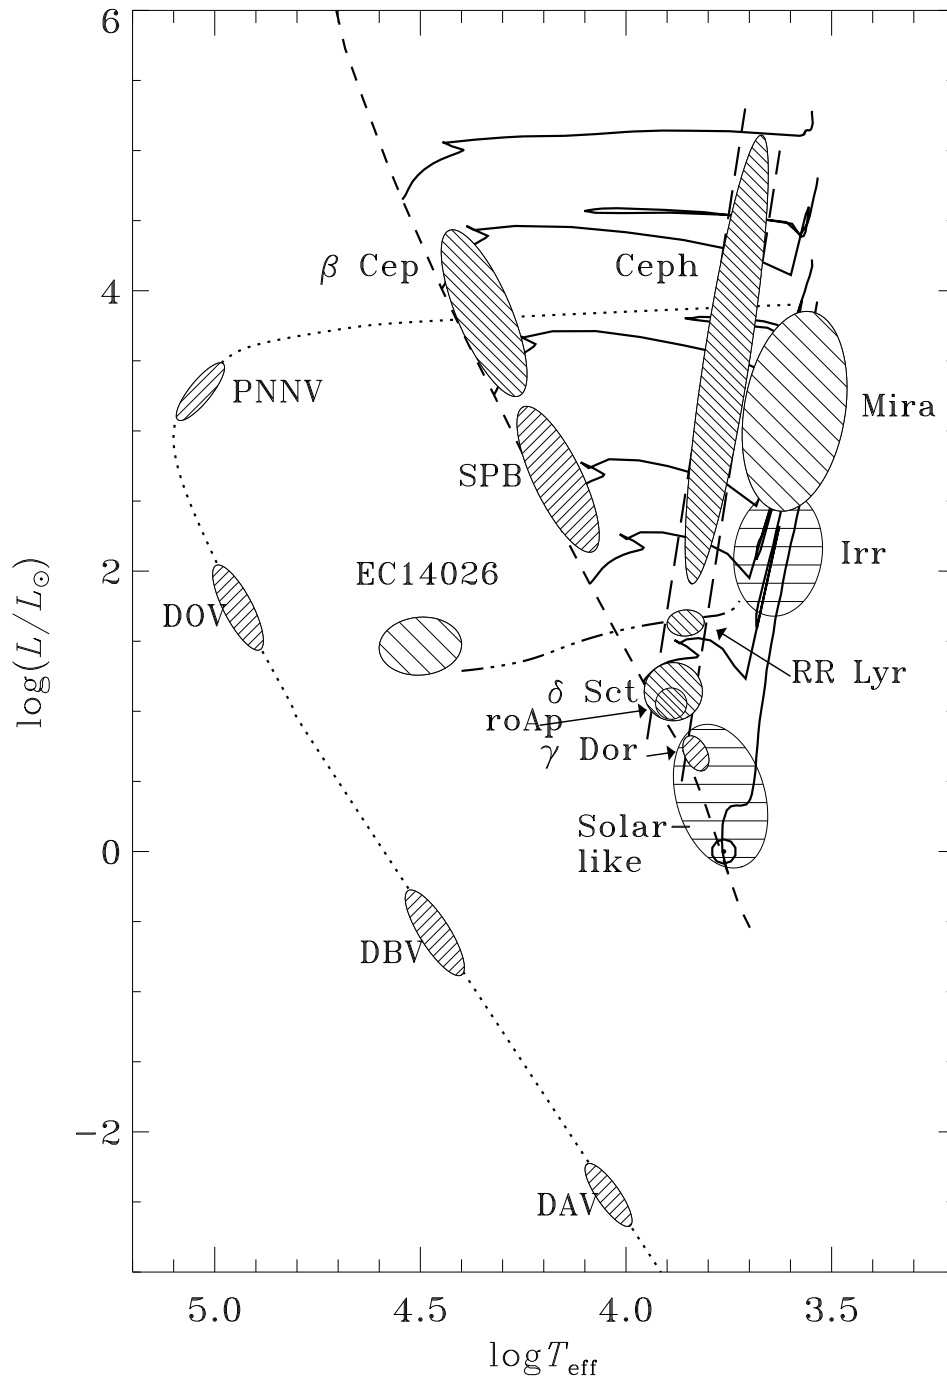 6
β Cep
Ceph
4
PNNV
Mira
SPB
Irr
EC14026
2
DOV
RR Lyr
δ Sct
roAp
γ Dor
Solar
like
0
DBV
−2
DAV
log(L/L☉)
5.0 4.5 4.0 3.5
log T_eff